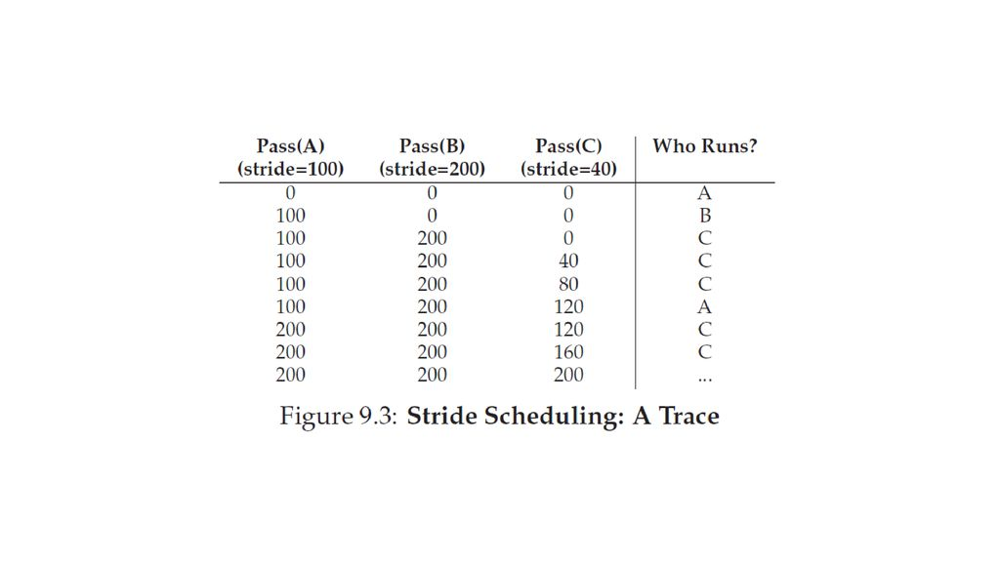 Pass(A) Pass(B) Pass(C) Who Runs?
(stride=100) (stride=200) (stride=40)
0 0 0 A
100 0 0 B
100 200 0 C
100 200 40 C
100 200 80 C
100 200 120 A
200 200 120 C
200 200 160 C
200 200 200 ...
Figure 9.3: Stride Scheduling: A Trace